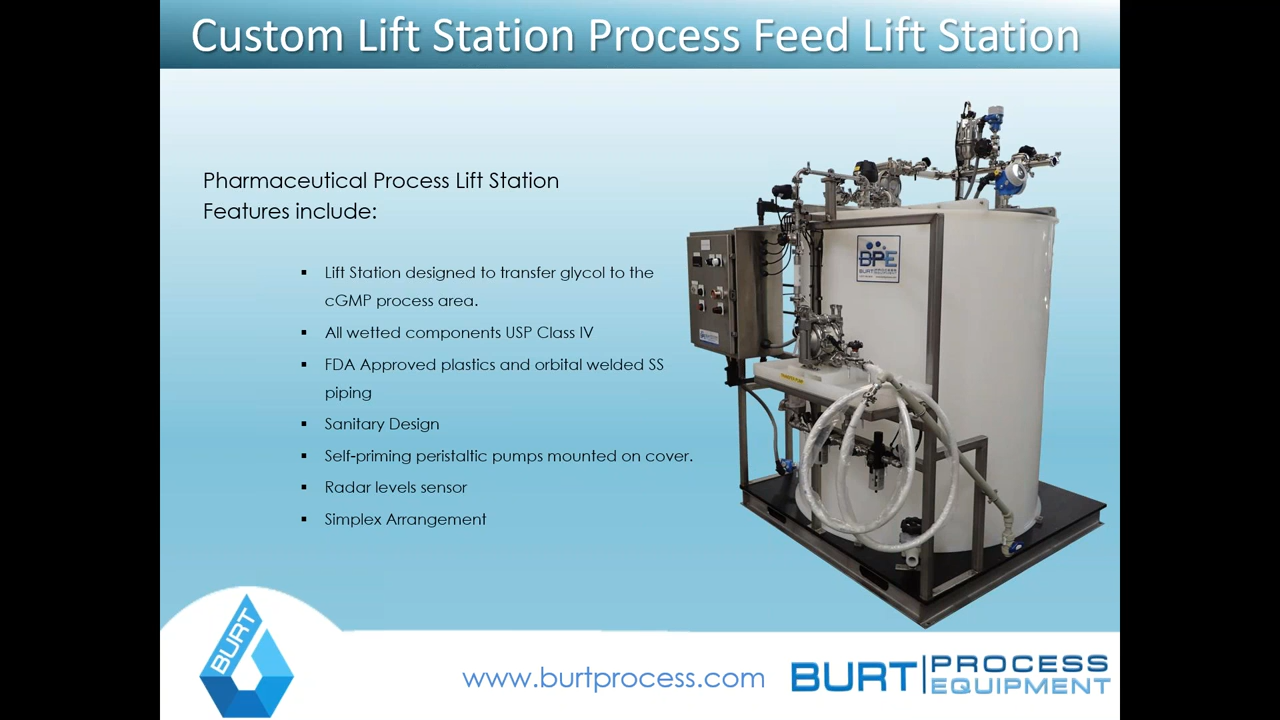 Custom Lift Station Process Feed Lift Station
Pharmaceutical Process Lift Station
Features include:
▪ Lift Station designed to transfer glycol to the
cGMP process area.
▪ All wetted components USP Class IV
▪ FDA Approved plastics and orbital welded SS
piping
▪ Sanitary Design
▪ Self-priming peristaltic pumps mounted on cover.
▪ Radar levels sensor
▪ Simplex Arrangement
BPE
BURT PROCESS
EQUIPMENT
BURT
www.burtprocess.com
BURT PROCESS
EQUIPMENT